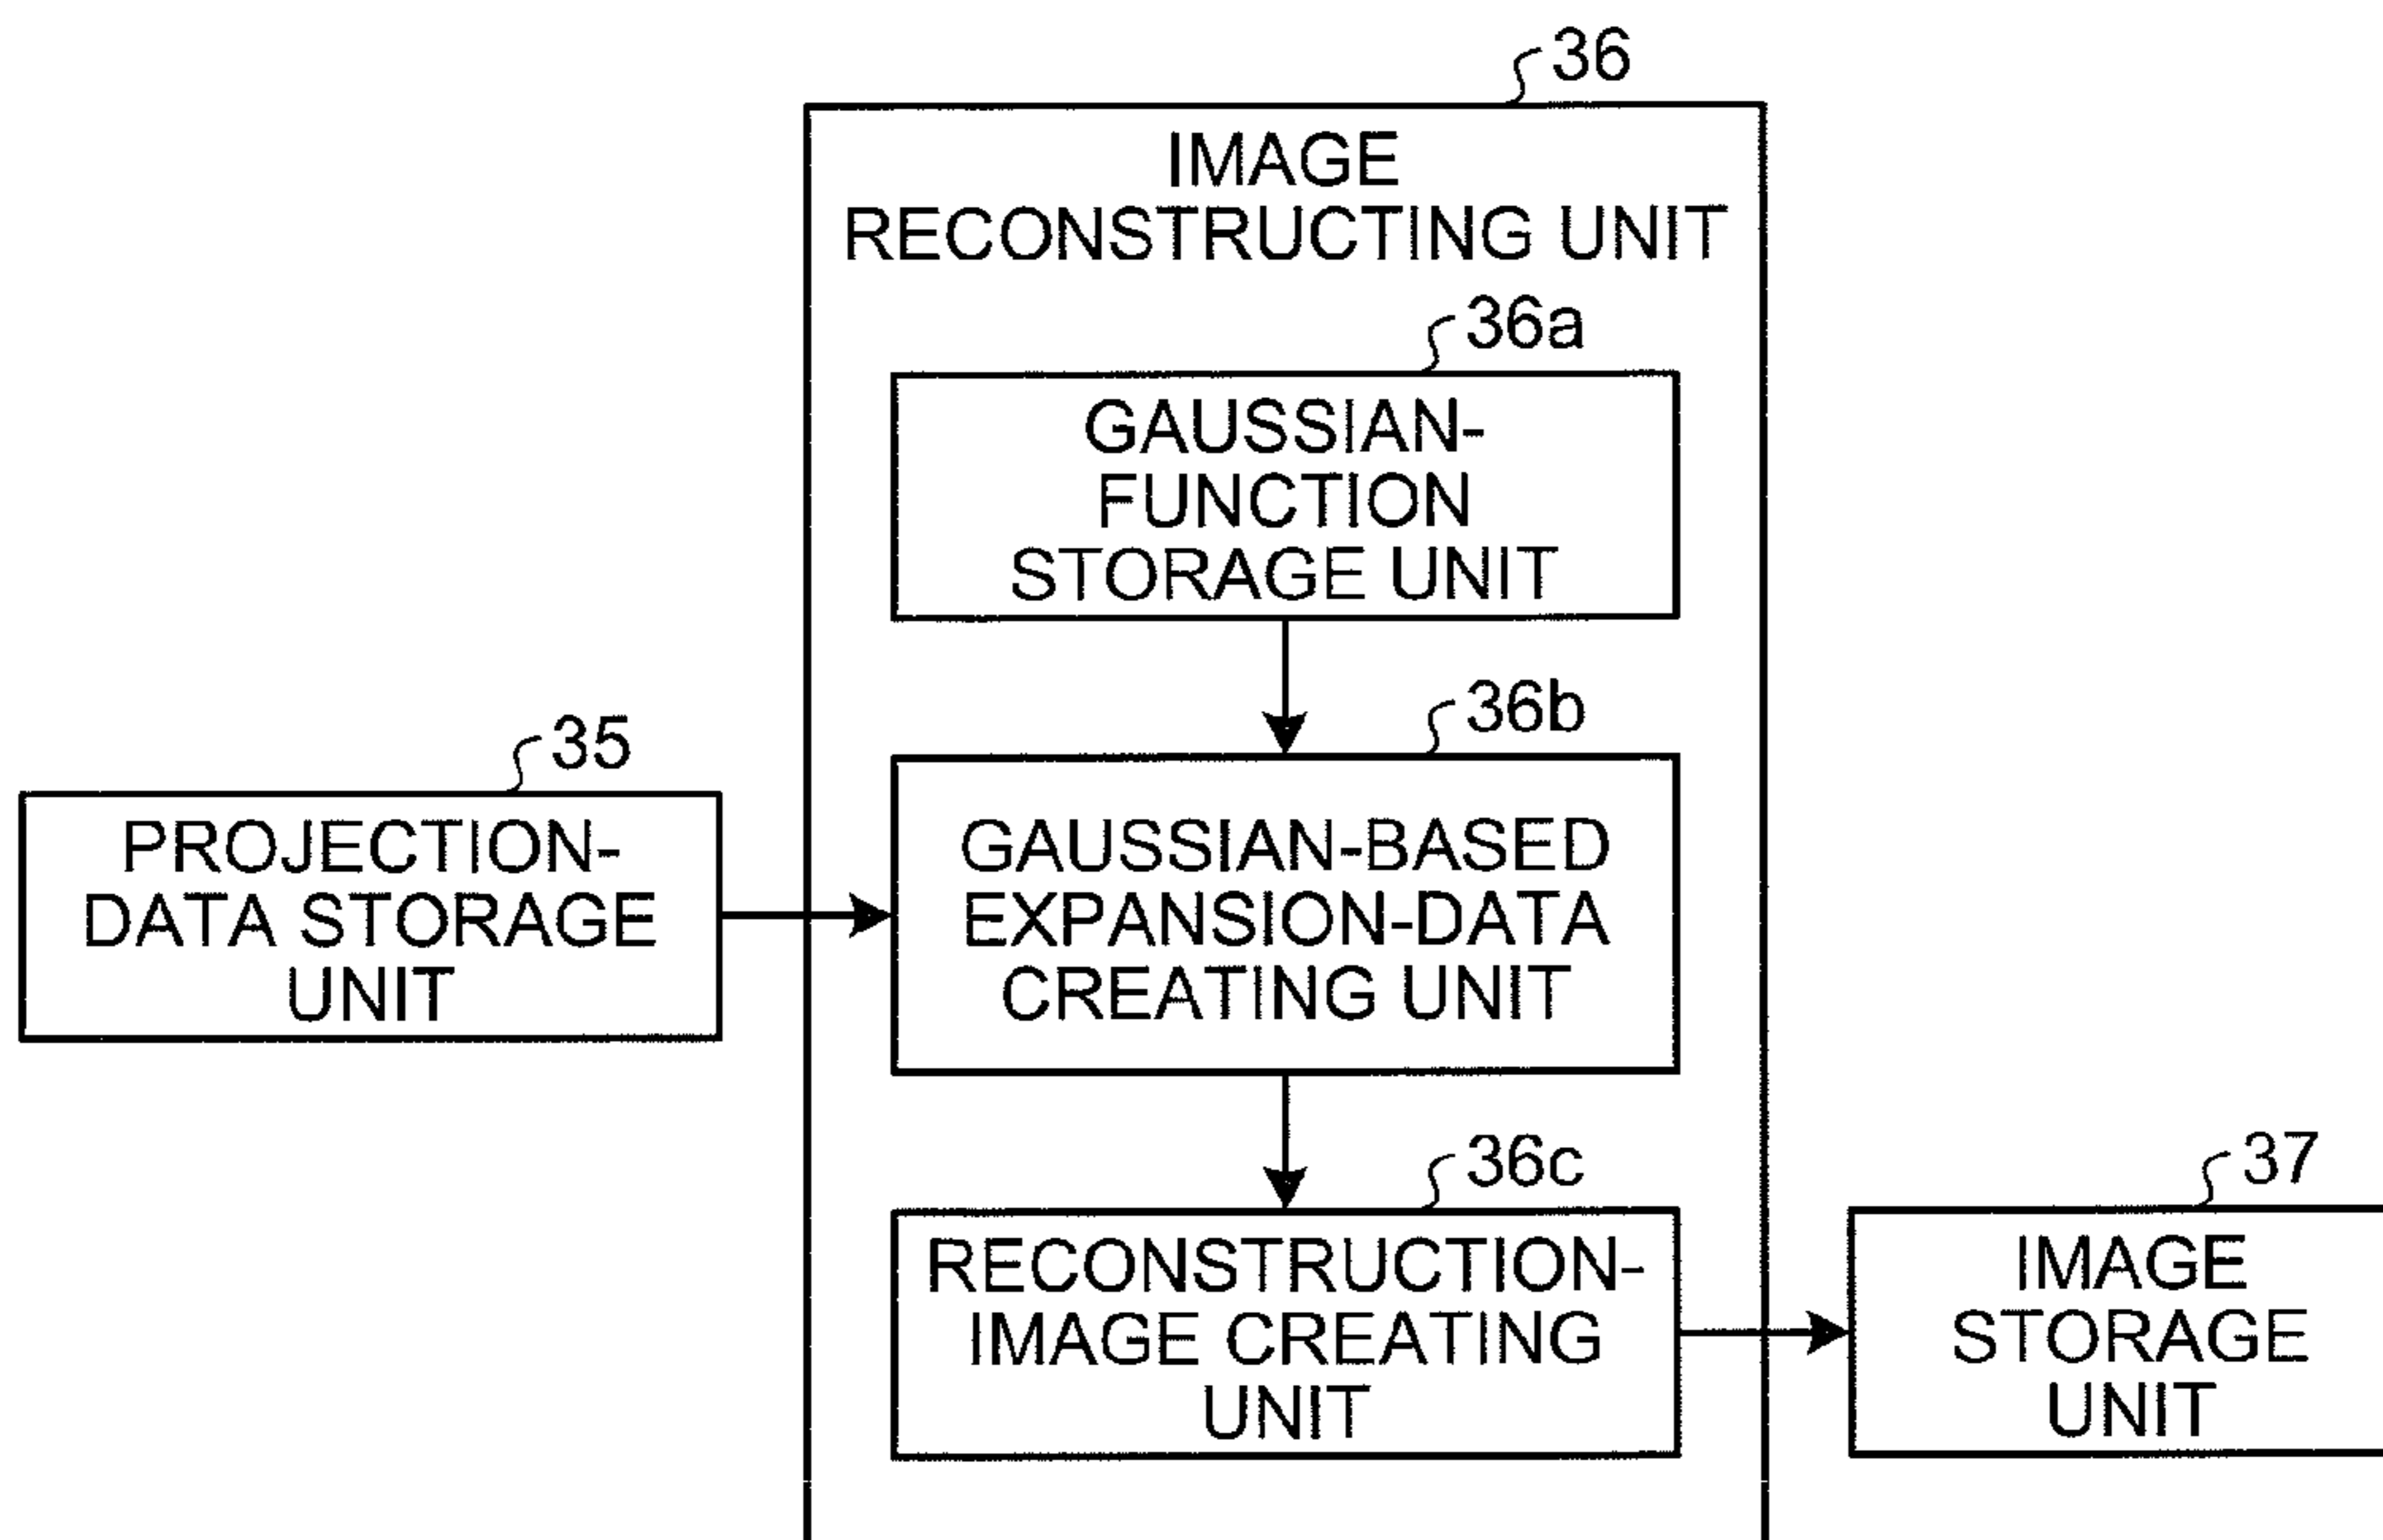 36
IMAGE
RECONSTRUCTING UNIT
36a
GAUSSIAN-
FUNCTION
STORAGE UNIT
36b
GAUSSIAN-BASED
EXPANSION-DATA
CREATING UNIT
35
PROJECTION-
DATA STORAGE
UNIT
36c
RECONSTRUCTION-
IMAGE CREATING
UNIT
37
IMAGE
STORAGE
UNIT